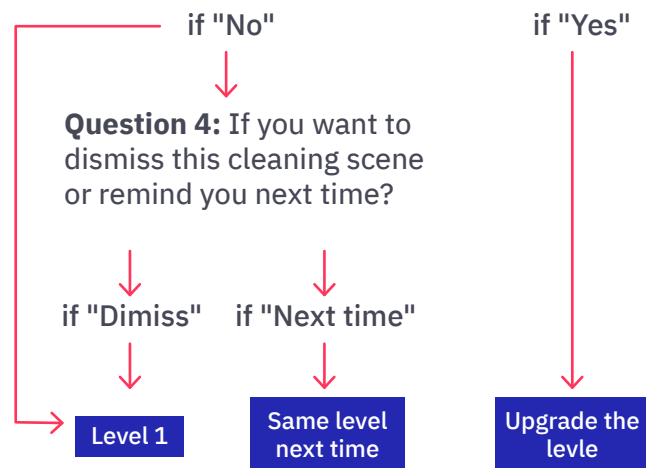 if "No"
if "Yes"
Question 4: If you want to
dismiss this cleaning scene
or remind you next time?
if "Dimiss"
if "Next time"
Level 1
Same level
next time
Upgrade the
levle